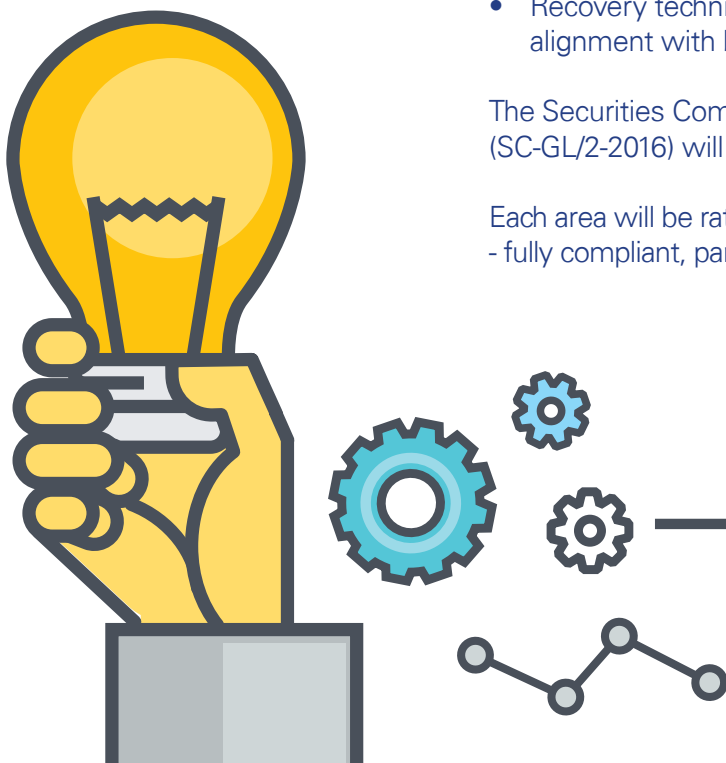 • Recovery techni
alignment with
The Securities Com
(SC-GL/2-2016) will
Each area will be ra
- fully compliant, par